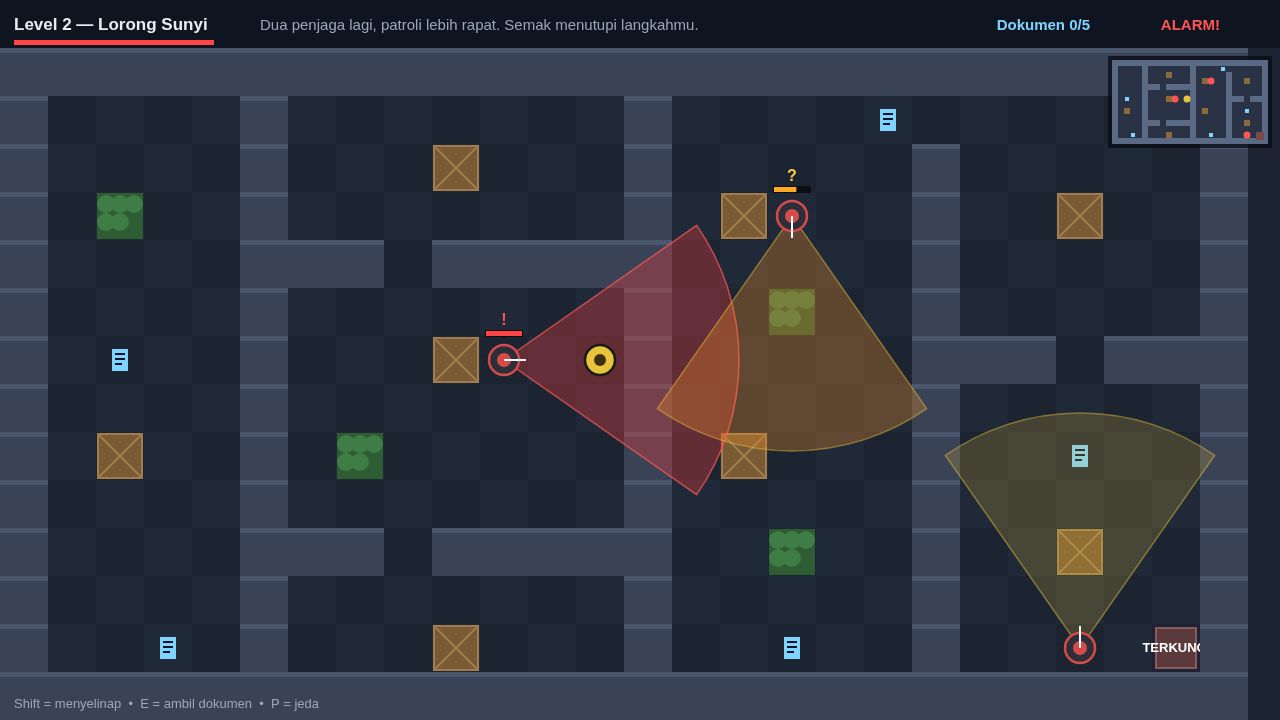 Level 2 — Lorong Sunyi
Dua penjaga lagi, patroli lebih rapat. Semak menutupi langkahmu.
Dokumen 0/5
ALARM!
?
!
Shift = menyelinap • E = ambil dokumen • P = jeda